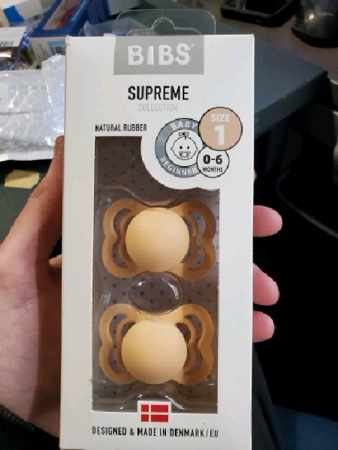 BIBS
SUPREME
COLLECTION
NATURAL RUBBER
BABY
BEGINNER
SIZE
1
0-6
MONTHS
DESIGNED & MADE IN DENMARK/EU